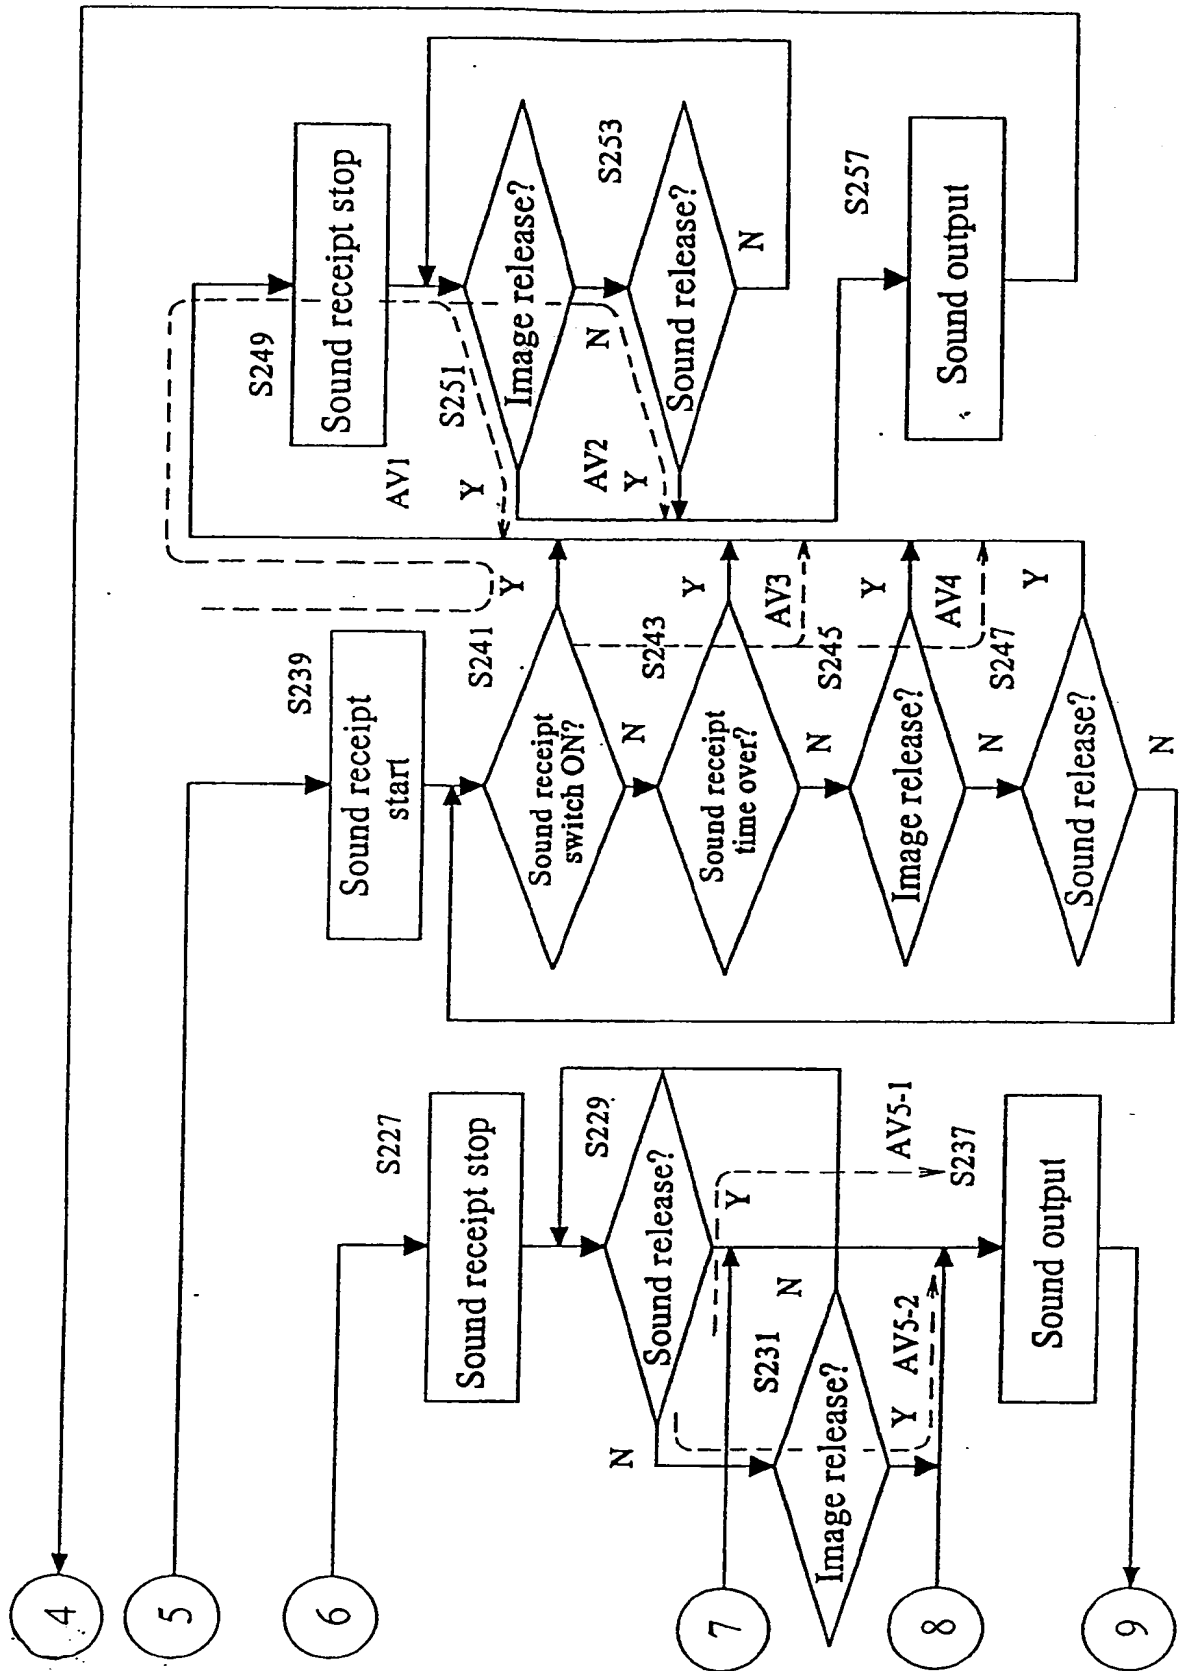 4
5
6
7
8
9
S227
Sound receipt stop
S229
Sound release?
N
Y
S231
Image release?
N
Y
AV5-1
AV5-2
S237
Sound output
S239
Sound receipt
start
S241
Sound receipt
switch ON?
Y
N
S243
Sound receipt
time over?
Y
N
AV3
S245
Image release?
Y
N
AV4
S247
Sound release?
Y
N
S249
Sound receipt stop
AV1
S251
Image release?
Y
N
AV2
S253
Sound release?
Y
N
S257
Sound output